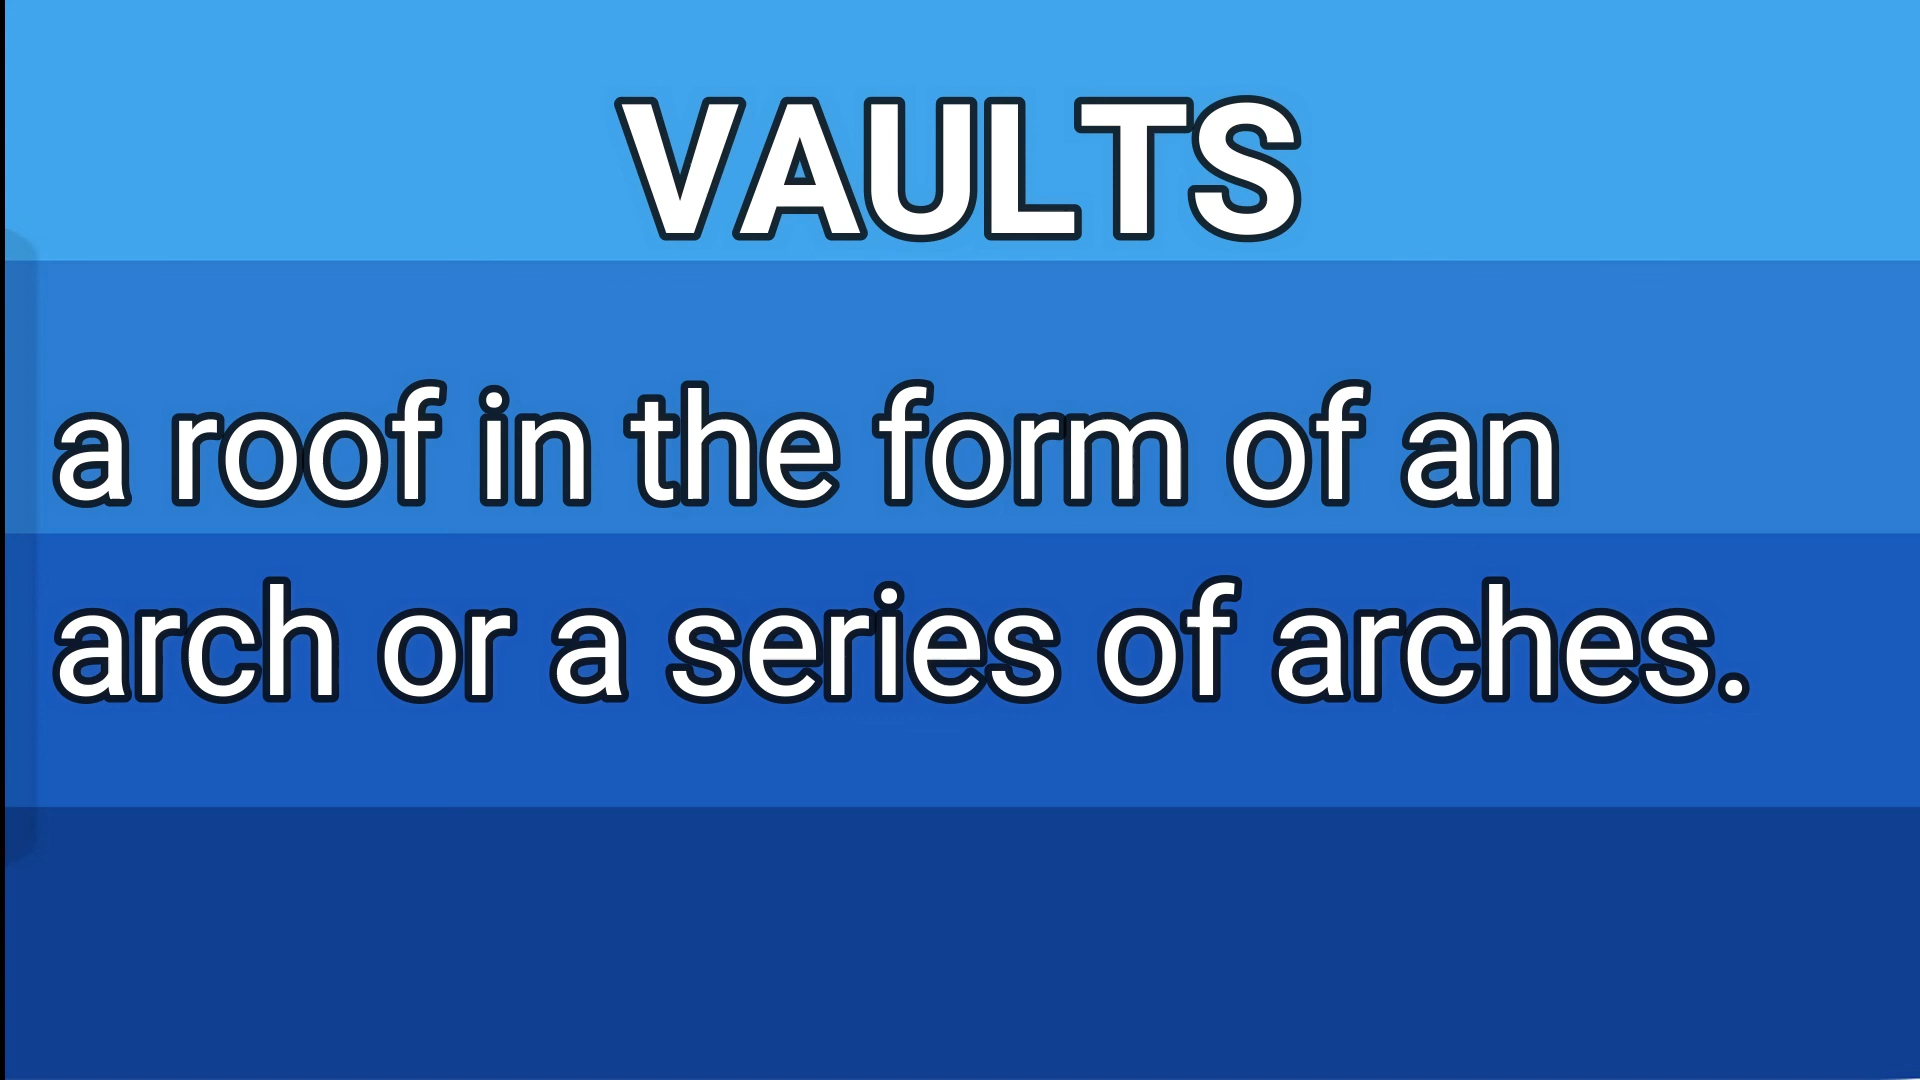 VAULTS
a roof in the form of an
arch or a series of arches.